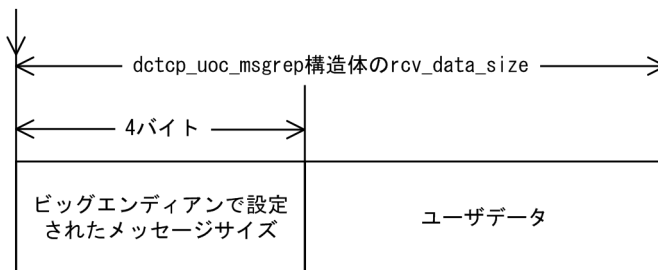 dctcp_uoc_msgrep構造体のrcv_data_size
4バイト
ビッグエンディアンで設定
されたメッセージサイズ
ユーザデータ